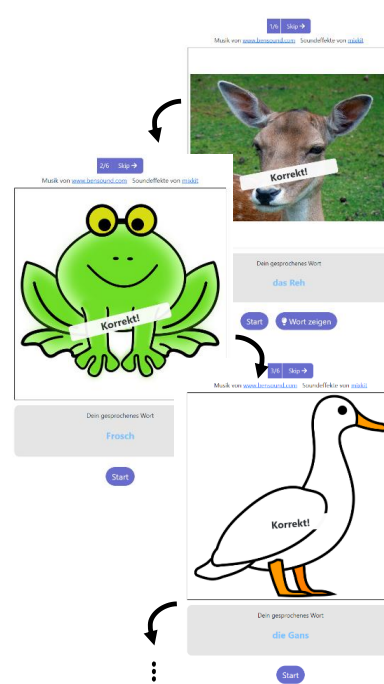 1/6 Skip →
Musik von www.bensound.com Soundeffekte von mixkit
Korrekt!
Dein gesprochenes Wort
das Reh
Start
Wort zeigen
2/6 Skip →
Musik von www.bensound.com Soundeffekte von mixkit
Korrekt!
Dein gesprochenes Wort
Frosch
Start
3/6 Skip →
Musik von www.bensound.com Soundeffekte von mixkit
Korrekt!
Dein gesprochenes Wort
die Gans
Start